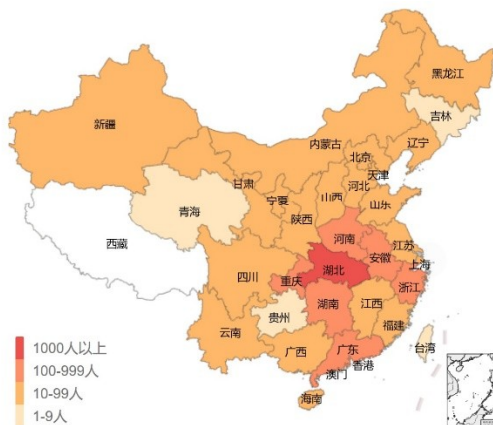 黑龙江
吉林
新疆
辽宁
内蒙古
北京
天津
甘肃
河北
宁夏
山西
山东
青海
陕西
河南
江苏
西藏
安徽
上海
湖北
四川
重庆
浙江
湖南
江西
贵州
福建
云南
台湾
广西
广东
香港
澳门
海南
1000人以上
100-999人
10-99人
1-9人